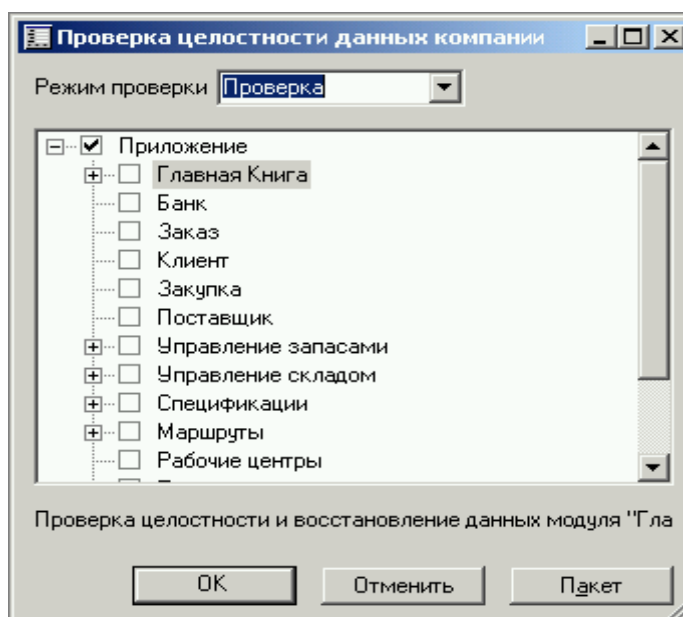 Проверка целостности данных компании
Режим проверки Проверка
Приложение
Главная Книга
Банк
Заказ
Клиент
Закупка
Поставщик
Управление запасами
Управление складом
Спецификации
Маршруты
Рабочие центры
Проверка целостности и восстановление данных модуля "Гла
OK Отменить Пакет